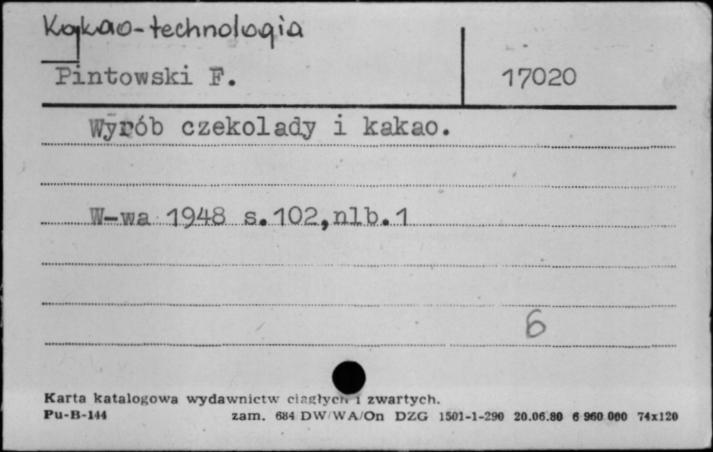 Kakao-technologia
Pintowski F. 17020
Wyrób czekolady i kakao.
W-wa 1948 s.102,nlb.1
6
Karta katalogowa wydawnictw ciągłych i zwartych.
Pu-B-144 zam. 684 DW/WA/On DZG 1501-1-290 20.06.80 6 960 000 74x120